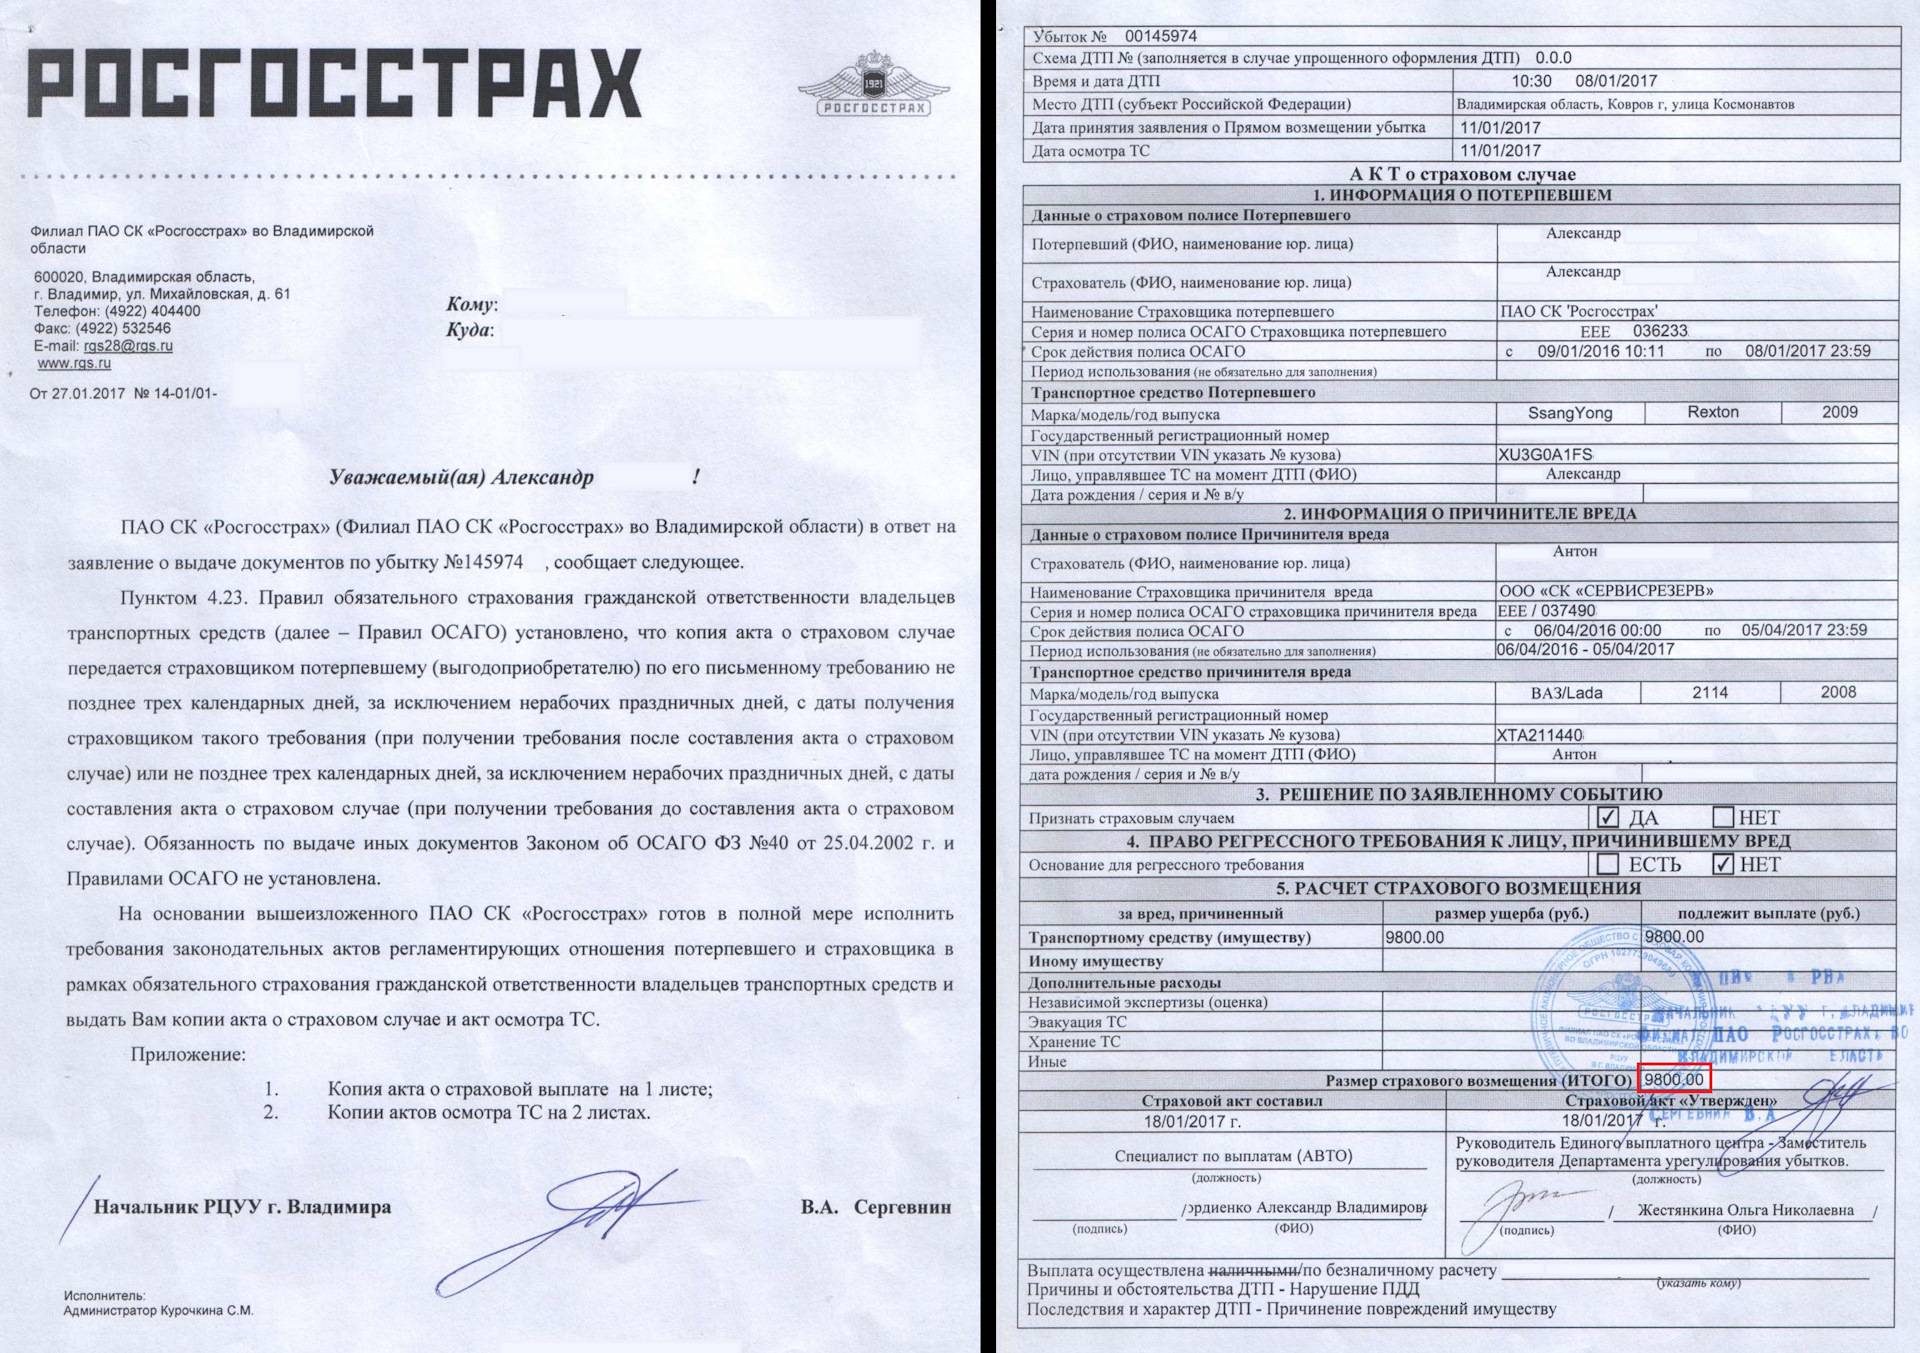 РОСГОССТРАХ
1921
РОСГОССТРАХ
Филиал ПАО СК «Росгосстрах» во Владимирской
области
600020, Владимирская область,
г. Владимир, ул. Михайловская, д. 61
Телефон: (4922) 404400
Факс: (4922) 532546
E-mail: rgs28@rgs.ru
www.rgs.ru
От 27.01.2017 № 14-01/01-
Кому:
Куда:
Уважаемый(ая) Александр !
ПАО СК «Росгосстрах» (Филиал ПАО СК «Росгосстрах» во Владимирской области) в ответ на
заявление о выдаче документов по убытку №145974 , сообщает следующее.
Пунктом 4.23. Правил обязательного страхования гражданской ответственности владельцев
транспортных средств (далее – Правил ОСАГО) установлено, что копия акта о страховом случае
передается страховщиком потерпевшему (выгодоприобретателю) по его письменному требованию не
позднее трех календарных дней, за исключением нерабочих праздничных дней, с даты получения
страховщиком такого требования (при получении требования после составления акта о страховом
случае) или не позднее трех календарных дней, за исключением нерабочих праздничных дней, с даты
составления акта о страховом случае (при получении требования до составления акта о страховом
случае). Обязанность по выдаче иных документов Законом об ОСАГО ФЗ №40 от 25.04.2002 г. и
Правилами ОСАГО не установлена.
На основании вышеизложенного ПАО СК «Росгосстрах» готов в полной мере исполнить
требования законодательных актов регламентирующих отношения потерпевшего и страховщика в
рамках обязательного страхования гражданской ответственности владельцев транспортных средств и
выдать Вам копии акта о страховом случае и акт осмотра ТС.
Приложение:
1. Копия акта о страховой выплате на 1 листе;
2. Копии актов осмотра ТС на 2 листах.
Начальник РЦУУ г. Владимира В.А. Сергевнин
Исполнитель:
Администратор Курочкина С.М.
Убыток № 00145974
Схема ДТП № (заполняется в случае упрощенного оформления ДТП) 0.0.0
Время и дата ДТП 10:30 08/01/2017
Место ДТП (субъект Российской Федерации) Владимирская область, Ковров г, улица Космонавтов
Дата принятия заявления о Прямом возмещении убытка 11/01/2017
Дата осмотра ТС 11/01/2017
А К Т о страховом случае
1. ИНФОРМАЦИЯ О ПОТЕРПЕВШЕМ
Данные о страховом полисе Потерпевшего
Потерпевший (ФИО, наименование юр. лица) Александр
Страхователь (ФИО, наименование юр. лица) Александр
Наименование Страховщика потерпевшего ПАО СК 'Росгосстрах'
Серия и номер полиса ОСАГО Страховщика потерпевшего ЕЕЕ 036233
Срок действия полиса ОСАГО с 09/01/2016 10:11 по 08/01/2017 23:59
Период использования (не обязательно для заполнения)
Транспортное средство Потерпевшего
Марка/модель/год выпуска SsangYong Rexton 2009
Государственный регистрационный номер
VIN (при отсутствии VIN указать № кузова) XU3G0A1FS
Лицо, управлявшее ТС на момент ДТП (ФИО) Александр
Дата рождения / серия и № в/у
2. ИНФОРМАЦИЯ О ПРИЧИНИТЕЛЕ ВРЕДА
Данные о страховом полисе Причинителя вреда
Страхователь (ФИО, наименование юр. лица) Антон
Наименование Страховщика причинителя вреда ООО «СК «СЕРВИСРЕЗЕРВ»
Серия и номер полиса ОСАГО страховщика причинителя вреда ЕЕЕ / 037490
Срок действия полиса ОСАГО с 06/04/2016 00:00 по 05/04/2017 23:59
Период использования (не обязательно для заполнения) 06/04/2016 - 05/04/2017
Транспортное средство причинителя вреда
Марка/модель/год выпуска ВАЗ/Lada 2114 2008
Государственный регистрационный номер
VIN (при отсутствии VIN указать № кузова) XTA211440
Лицо, управлявшее ТС на момент ДТП (ФИО) Антон
дата рождения / серия и № в/у
3. РЕШЕНИЕ ПО ЗАЯВЛЕННОМУ СОБЫТИЮ
Признать страховым случаем ✓ ДА НЕТ
4. ПРАВО РЕГРЕССНОГО ТРЕБОВАНИЯ К ЛИЦУ, ПРИЧИНИВШЕМУ ВРЕД
Основание для регрессного требования ЕСТЬ ✓ НЕТ
5. РАСЧЕТ СТРАХОВОГО ВОЗМЕЩЕНИЯ
за вред, причиненный размер ущерба (руб.) подлежит выплате (руб.)
Транспортному средству (имуществу) 9800.00 9800.00
Иному имуществу
Дополнительные расходы
Независимой экспертизы (оценка)
Эвакуация ТС
Хранение ТС
Иные
РОСГОССТРАХ
НАЧАЛЬНИК Г. ВЛАДИМИР
ФИЛИАЛ ПАО РОСГОССТРАХ, ВО
ВЛАДИМИРСКОЙ
СЕРГЕВНИН В.А
Размер страхового возмещения (ИТОГО) 9800.00
Страховой акт составил Страховой акт «Утвержден»
18/01/2017 г. 18/01/2017 г.
Специалист по выплатам (АВТО) Руководитель Единого выплатного центра - Заместитель
руководителя Департамента урегулирования убытков.
(должность) (должность)
/ордиенко Александр Владимирови / Жестянкина Ольга Николаевна /
(подпись) (ФИО) (подпись) (ФИО)
Выплата осуществлена наличными/по безналичному расчету
(указать кому)
Причины и обстоятельства ДТП - Нарушение ПДД
Последствия и характер ДТП - Причинение повреждений имуществу